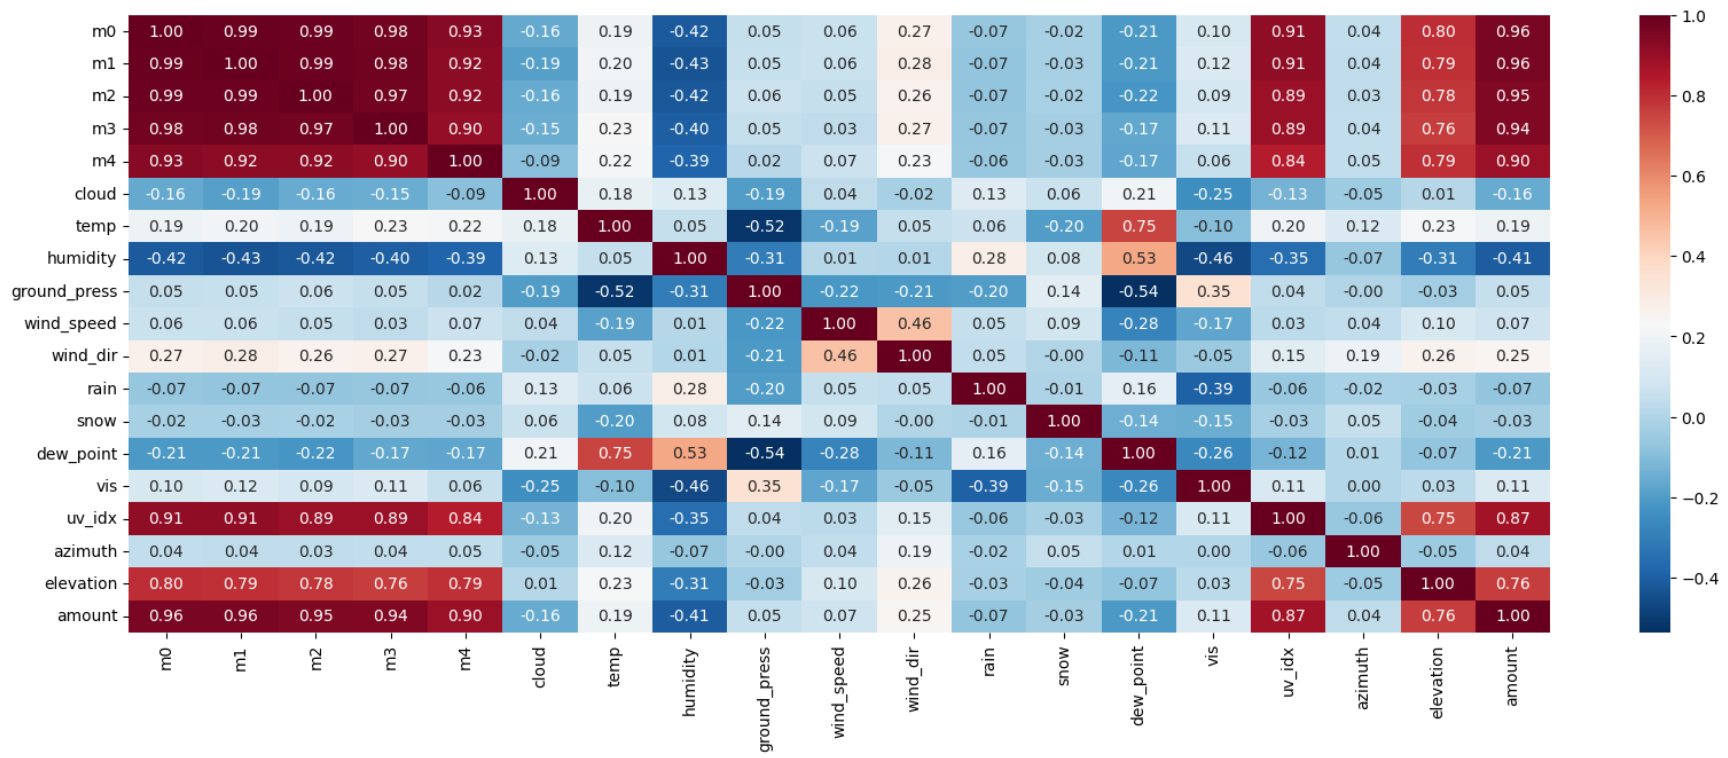 m0 1.00 0.99 0.99 0.98 0.93 -0.16 0.19 -0.42 0.05 0.06 0.27 -0.07 -0.02 -0.21 0.10 0.91 0.04 0.80 0.96 1.0
m1 0.99 1.00 0.99 0.98 0.92 -0.19 0.20 -0.43 0.05 0.06 0.28 -0.07 -0.03 -0.21 0.12 0.91 0.04 0.79 0.96
m2 0.99 0.99 1.00 0.97 0.92 -0.16 0.19 -0.42 0.06 0.05 0.26 -0.07 -0.02 -0.22 0.09 0.89 0.03 0.78 0.95 0.8
m3 0.98 0.98 0.97 1.00 0.90 -0.15 0.23 -0.40 0.05 0.03 0.27 -0.07 -0.03 -0.17 0.11 0.89 0.04 0.76 0.94
m4 0.93 0.92 0.92 0.90 1.00 -0.09 0.22 -0.39 0.02 0.07 0.23 -0.06 -0.03 -0.17 0.06 0.84 0.05 0.79 0.90
cloud -0.16 -0.19 -0.16 -0.15 -0.09 1.00 0.18 0.13 -0.19 0.04 -0.02 0.13 0.06 0.21 -0.25 -0.13 -0.05 0.01 -0.16 0.6
temp 0.19 0.20 0.19 0.23 0.22 0.18 1.00 0.05 -0.52 -0.19 0.05 0.06 -0.20 0.75 -0.10 0.20 0.12 0.23 0.19
humidity -0.42 -0.43 -0.42 -0.40 -0.39 0.13 0.05 1.00 -0.31 0.01 0.01 0.28 0.08 0.53 -0.46 -0.35 -0.07 -0.31 -0.41 0.4
ground_press 0.05 0.05 0.06 0.05 0.02 -0.19 -0.52 -0.31 1.00 -0.22 -0.21 -0.20 0.14 -0.54 0.35 0.04 -0.00 -0.03 0.05
wind_speed 0.06 0.06 0.05 0.03 0.07 0.04 -0.19 0.01 -0.22 1.00 0.46 0.05 0.09 -0.28 -0.17 0.03 0.04 0.10 0.07 0.2
wind_dir 0.27 0.28 0.26 0.27 0.23 -0.02 0.05 0.01 -0.21 0.46 1.00 0.05 -0.00 -0.11 -0.05 0.15 0.19 0.26 0.25
rain -0.07 -0.07 -0.07 -0.07 -0.06 0.13 0.06 0.28 -0.20 0.05 0.05 1.00 -0.01 0.16 -0.39 -0.06 -0.02 -0.03 -0.07
snow -0.02 -0.03 -0.02 -0.03 -0.03 0.06 -0.20 0.08 0.14 0.09 -0.00 -0.01 1.00 -0.14 -0.15 -0.03 0.05 -0.04 -0.03 0.0
dew_point -0.21 -0.21 -0.22 -0.17 -0.17 0.21 0.75 0.53 -0.54 -0.28 -0.11 0.16 -0.14 1.00 -0.26 -0.12 0.01 -0.07 -0.21
vis 0.10 0.12 0.09 0.11 0.06 -0.25 -0.10 -0.46 0.35 -0.17 -0.05 -0.39 -0.15 -0.26 1.00 0.11 0.00 0.03 0.11 −0.2
uv_idx 0.91 0.91 0.89 0.89 0.84 -0.13 0.20 -0.35 0.04 0.03 0.15 -0.06 -0.03 -0.12 0.11 1.00 -0.06 0.75 0.87
azimuth 0.04 0.04 0.03 0.04 0.05 -0.05 0.12 -0.07 -0.00 0.04 0.19 -0.02 0.05 0.01 0.00 -0.06 1.00 -0.05 0.04
elevation 0.80 0.79 0.78 0.76 0.79 0.01 0.23 -0.31 -0.03 0.10 0.26 -0.03 -0.04 -0.07 0.03 0.75 -0.05 1.00 0.76 −0.4
amount 0.96 0.96 0.95 0.94 0.90 -0.16 0.19 -0.41 0.05 0.07 0.25 -0.07 -0.03 -0.21 0.11 0.87 0.04 0.76 1.00
m0 m1 m2 m3 m4 cloud temp humidity ground_press wind_speed wind_dir rain snow dew_point vis uv_idx azimuth elevation amount